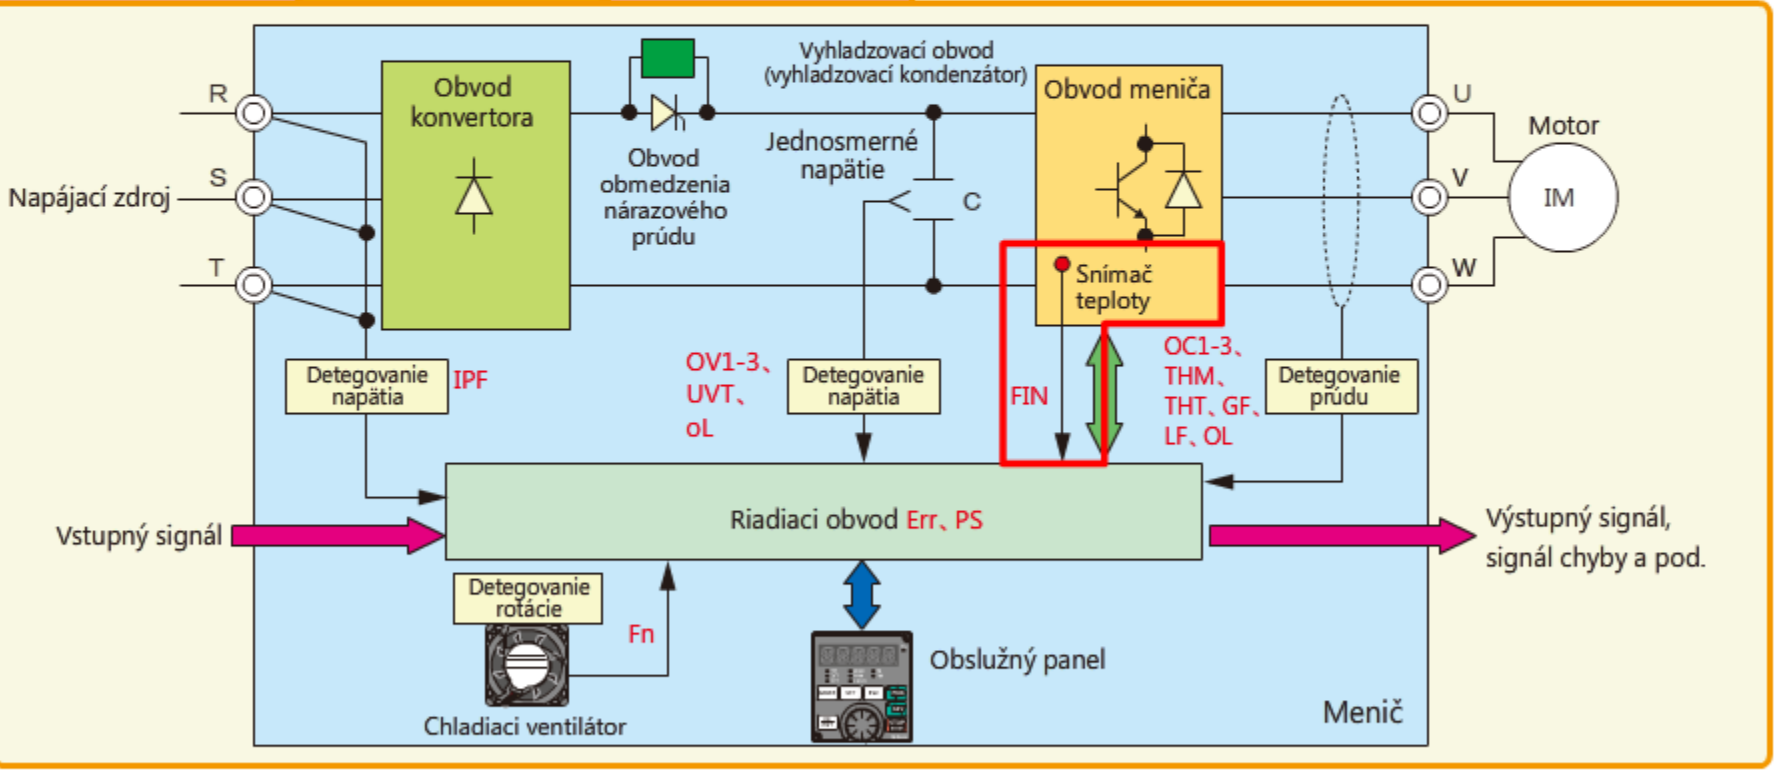 Vyhladzovací obvod
(vyhladzovací kondenzátor)
Obvod
konvertora
Obvod meniča
R
S
T
Napájací zdroj
Obvod
obmedzenia
nárazového
prúdu
Jednosmerné
napätie
C
U
V
W
Motor
IM
Snímač
teploty
Detegovanie
napätia
IPF
OV1-3、
UVT、
oL
Detegovanie
napätia
FIN
OC1-3、
THM、
THT、GF、
LF、OL
Detegovanie
prúdu
Vstupný signál
Riadiaci obvod Err、PS
Výstupný signál,
signál chyby a pod.
Detegovanie
rotácie
Fn
Chladiaci ventilátor
Obslužný panel
Menič